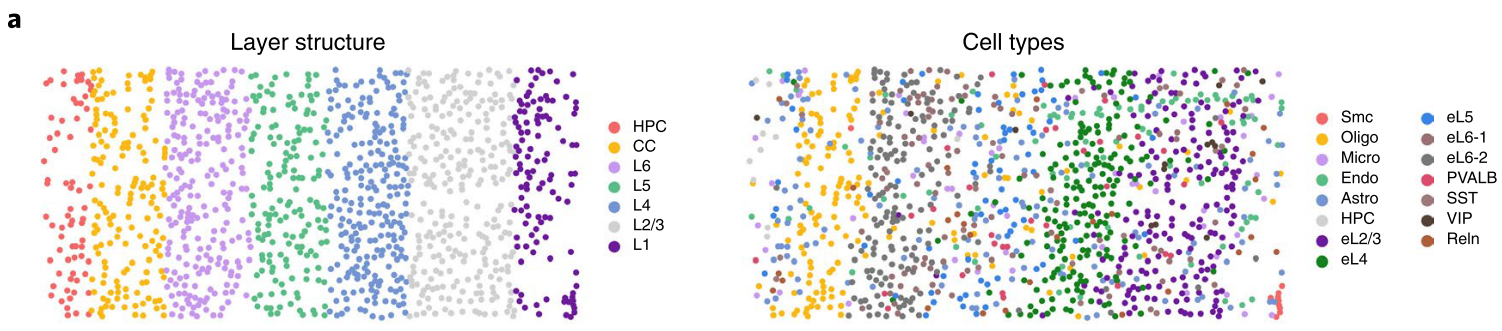 a
Layer structure
HPC
CC
L6
L5
L4
L2/3
L1
Cell types
Smc
Oligo
Micro
Endo
Astro
HPC
eL2/3
eL4
eL5
eL6-1
eL6-2
PVALB
SST
VIP
Reln